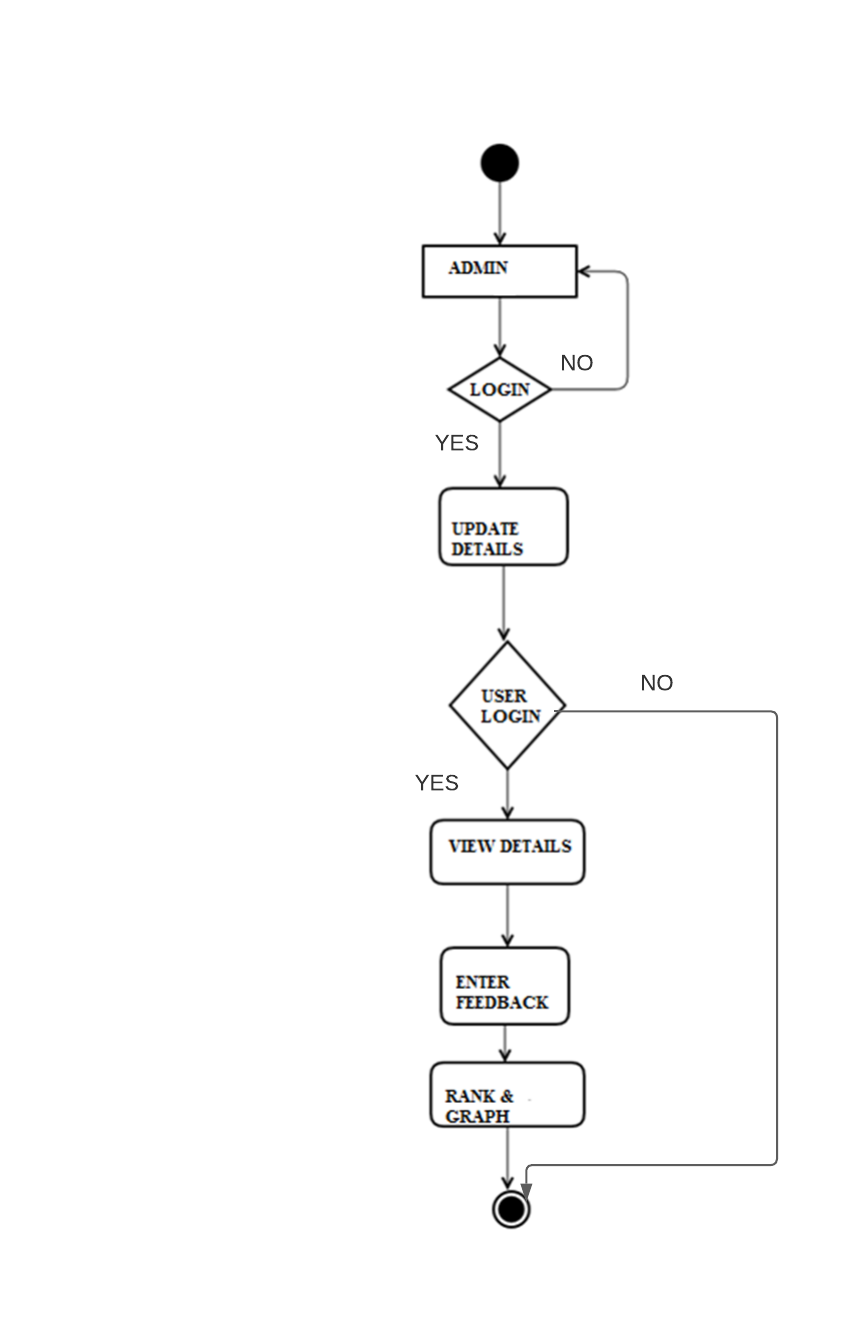 ADMIN
NO
LOGIN
YES
UPDATE
DETAILS
NO
USER
LOGIN
YES
VIEW DETAILS
ENTER
FEEDBACK
RANK &
GRAPH